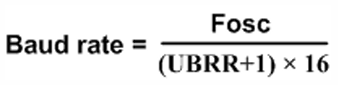 Baud rate = Fosc
(UBRR+1) × 16